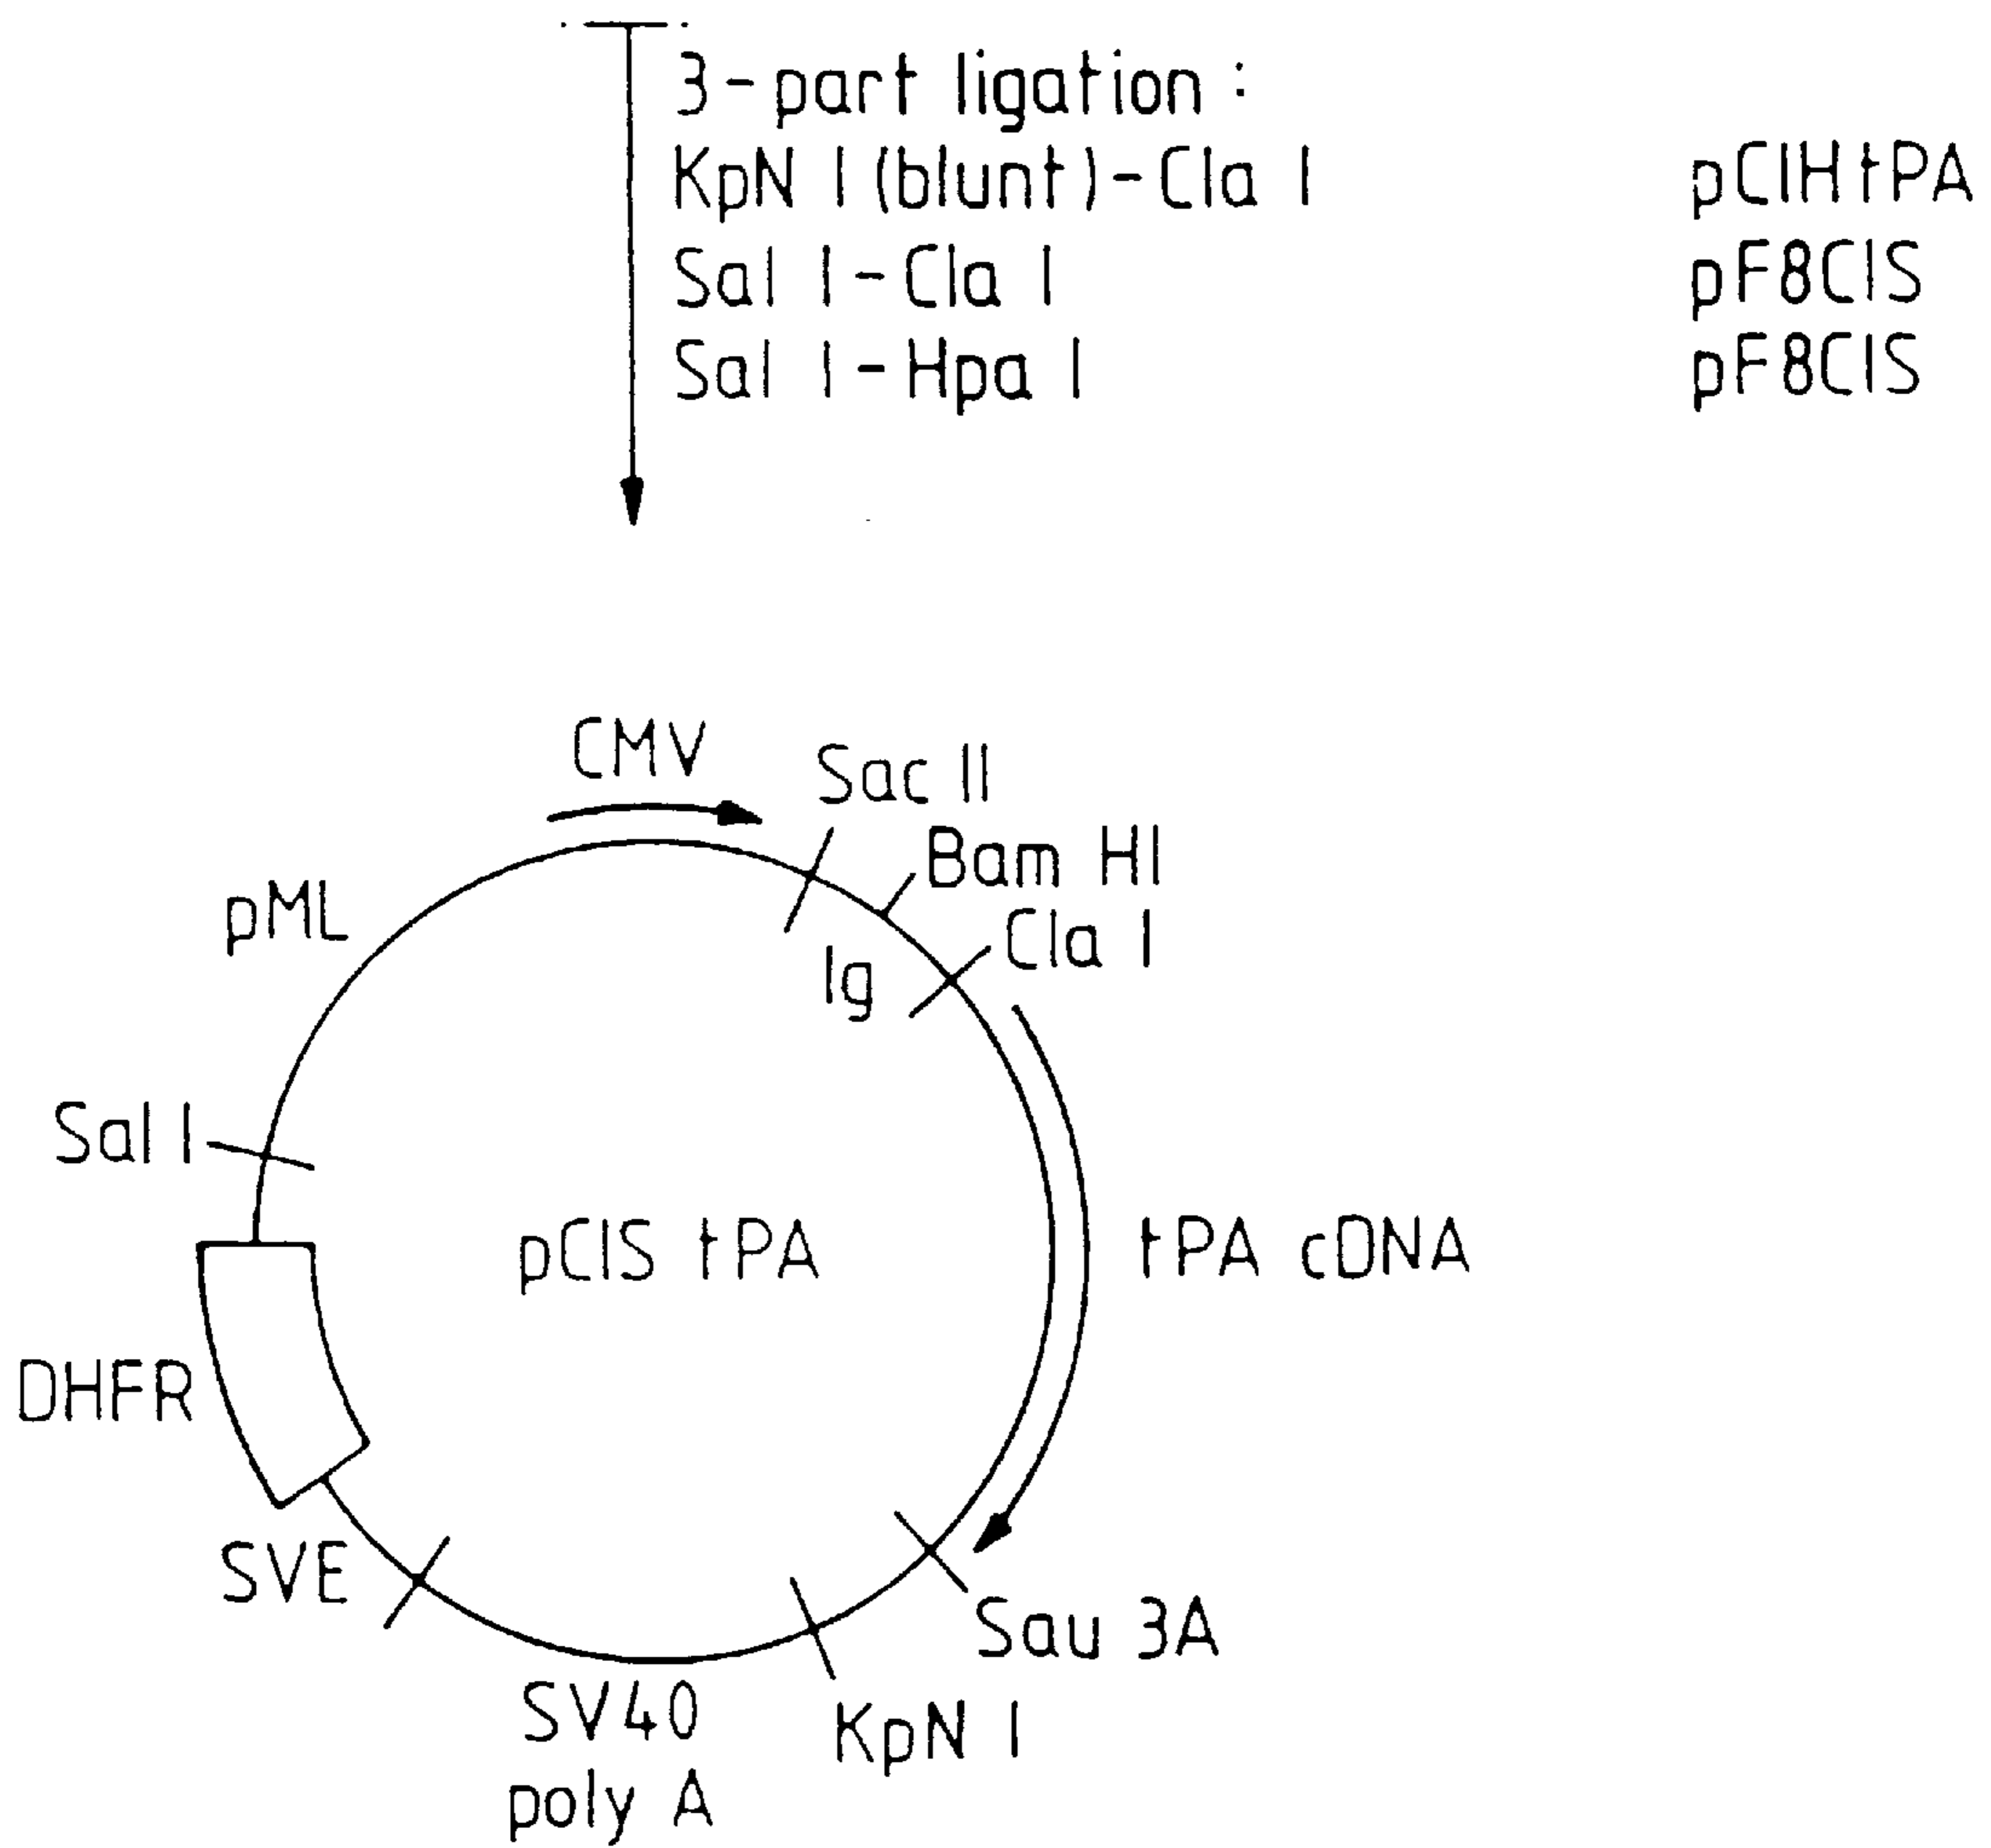 3-part ligation :
KpN I (blunt)-Cla I pCIHtPA
Sal I-Cla I pF8CIS
Sal I-Hpa I pF8CIS
CMV
Sac II
Bam HI
Cla I
pML
Ig
Sal I
pCIS tPA
tPA cDNA
DHFR
SVE
Sau 3A
KpN I
SV40
poly A